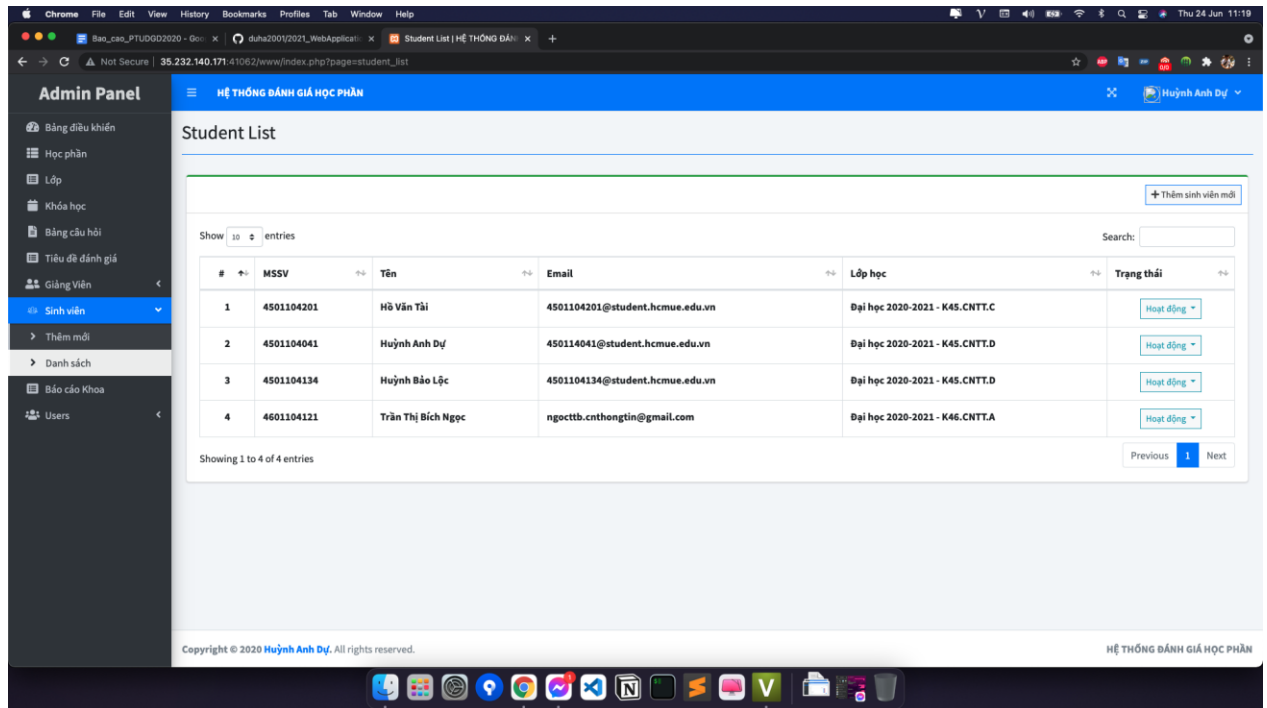 Chrome File Edit View History Bookmarks Profiles Tab Window Help Thu 24 Jun 11:19
Bao_cao_PTUDGD2020 - Goo duha2001/2021_WebApplicatic Student List | HỆ THỐNG ĐÁN
Not Secure | 35.232.140.171:41062/www/index.php?page=student_list
Admin Panel HỆ THỐNG ĐÁNH GIÁ HỌC PHẦN Huỳnh Anh Dự
Bảng điều khiển
Học phần
Lớp
Khóa học
Bảng câu hỏi
Tiêu đề đánh giá
Giảng Viên
Sinh viên
Thêm mới
Danh sách
Báo cáo Khoa
Users
Student List
+ Thêm sinh viên mới
Show 10 entries Search:
# MSSV Tên Email Lớp học Trạng thái
1 4501104201 Hồ Văn Tài 4501104201@student.hcmue.edu.vn Đại học 2020-2021 - K45.CNTT.C Hoạt động
2 4501104041 Huỳnh Anh Dự 450114041@student.hcmue.edu.vn Đại học 2020-2021 - K45.CNTT.D Hoạt động
3 4501104134 Huỳnh Bảo Lộc 4501104134@student.hcmue.edu.vn Đại học 2020-2021 - K45.CNTT.D Hoạt động
4 4601104121 Trần Thị Bích Ngọc ngocttb.cnthongtin@gmail.com Đại học 2020-2021 - K46.CNTT.A Hoạt động
Showing 1 to 4 of 4 entries Previous 1 Next
Copyright © 2020 Huỳnh Anh Dự. All rights reserved. HỆ THỐNG ĐÁNH GIÁ HỌC PHẦN